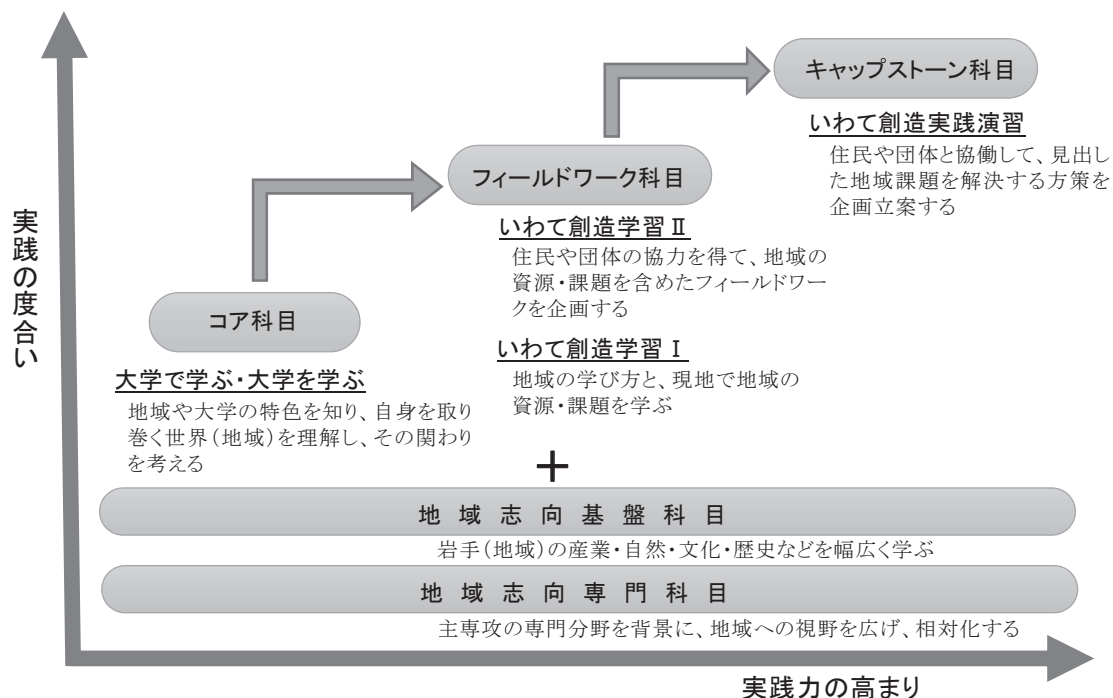 キャップストーン科目
いわて創造実践演習
住民や団体と協働して、見出し
た地域課題を解決する方策を
企画立案する
フィールドワーク科目
いわて創造学習Ⅱ
住民や団体の協力を得て、地域の
資源・課題を含めたフィールドワー
クを企画する
いわて創造学習Ⅰ
地域の学び方と、現地で地域の
資源・課題を学ぶ
コア科目
大学で学ぶ・大学を学ぶ
地域や大学の特色を知り、自身を取り
巻く世界(地域)を理解し、その関わり
を考える
+
地域志向基盤科目
岩手(地域)の産業・自然・文化・歴史などを幅広く学ぶ
地域志向専門科目
主専攻の専門分野を背景に、地域への視野を広げ、相対化する
実践の度合い
実践力の高まり